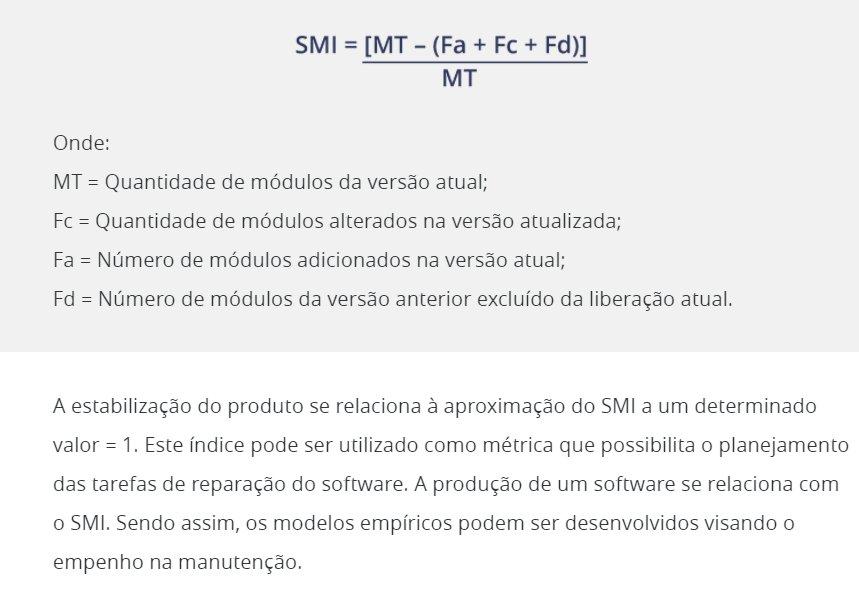 SMI = [MT – (Fa + Fc + Fd)]
MT
Onde:
MT = Quantidade de módulos da versão atual;
Fc = Quantidade de módulos alterados na versão atualizada;
Fa = Número de módulos adicionados na versão atual;
Fd = Número de módulos da versão anterior excluído da liberação atual.
A estabilização do produto se relaciona à aproximação do SMI a um determinado
valor = 1. Este índice pode ser utilizado como métrica que possibilita o planejamento
das tarefas de reparação do software. A produção de um software se relaciona com
o SMI. Sendo assim, os modelos empíricos podem ser desenvolvidos visando o
empenho na manutenção.